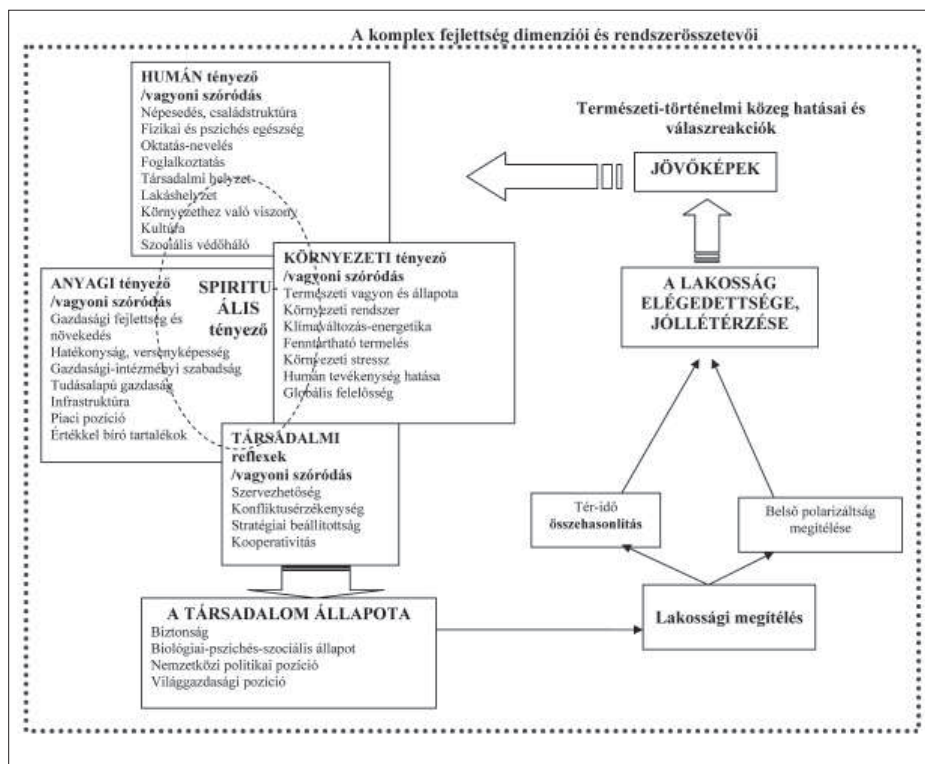 A komplex fejlettség dimenziói és rendszerösszetevői
HUMÁN tényező
/vagyoni szóródás
Népesedés, családstruktúra
Fizikai és pszichés egészség
Oktatás-nevelés
Foglalkoztatás
Társadalmi helyzet
Lakáshelyzet
Környezethez való viszony
Kultúra
Szociális védőháló
ANYAGI tényező
/vagyoni szóródás
Gazdasági fejlettség és
növekedés
Hatékonyság, versenyképesség
Gazdasági-intézményi szabadság
Tudásalapú gazdaság
Infrastruktúra
Piaci pozíció
Értékkel bíró tartalékok
SPIRITU-
ÁLIS
tényező
KÖRNYEZETI tényező
/vagyoni szóródás
Természeti vagyon és állapota
Környezeti rendszer
Klímaváltozás-energetika
Fenntartható termelés
Környezeti stressz
Humán tevékenység hatása
Globális felelősség
TÁRSADALMI
reflexek
/vagyoni szóródás
Szervezhetőség
Konfliktusérzékenység
Stratégiai beállítottság
Kooperativitás
A TÁRSADALOM ÁLLAPOTA
Biztonság
Biológiai-pszichés-szociális állapot
Nemzetközi politikai pozíció
Világgazdasági pozíció
Természeti-történelmi közeg hatásai és
válaszreakciók
JÖVŐKÉPEK
A LAKOSSÁG
ELÉGEDETTSÉGE,
JÓLLÉTÉRZÉSE
Tér-idő
összehasonlítás
Belső polarizáltság
megítélése
Lakossági megítélés